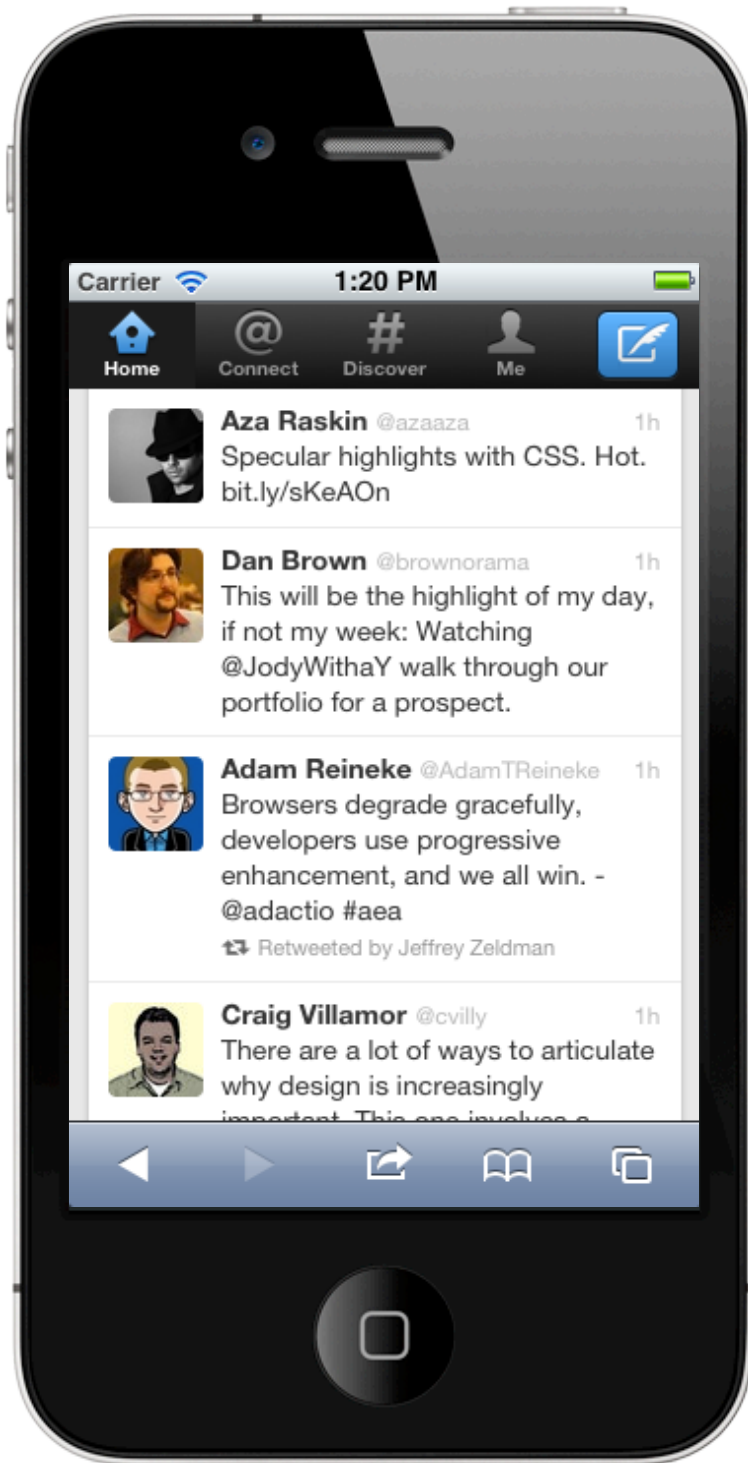 Carrier 1:20 PM
@ #
Home Connect Discover Me
Aza Raskin @azaaza 1h
Specular highlights with CSS. Hot.
bit.ly/sKeAOn
Dan Brown @brownorama 1h
This will be the highlight of my day,
if not my week: Watching
@JodyWithaY walk through our
portfolio for a prospect.
Adam Reineke @AdamTReineke 1h
Browsers degrade gracefully,
developers use progressive
enhancement, and we all win. -
@adactio #aea
Retweeted by Jeffrey Zeldman
Craig Villamor @cvilly 1h
There are a lot of ways to articulate
why design is increasingly
important. This one involves a